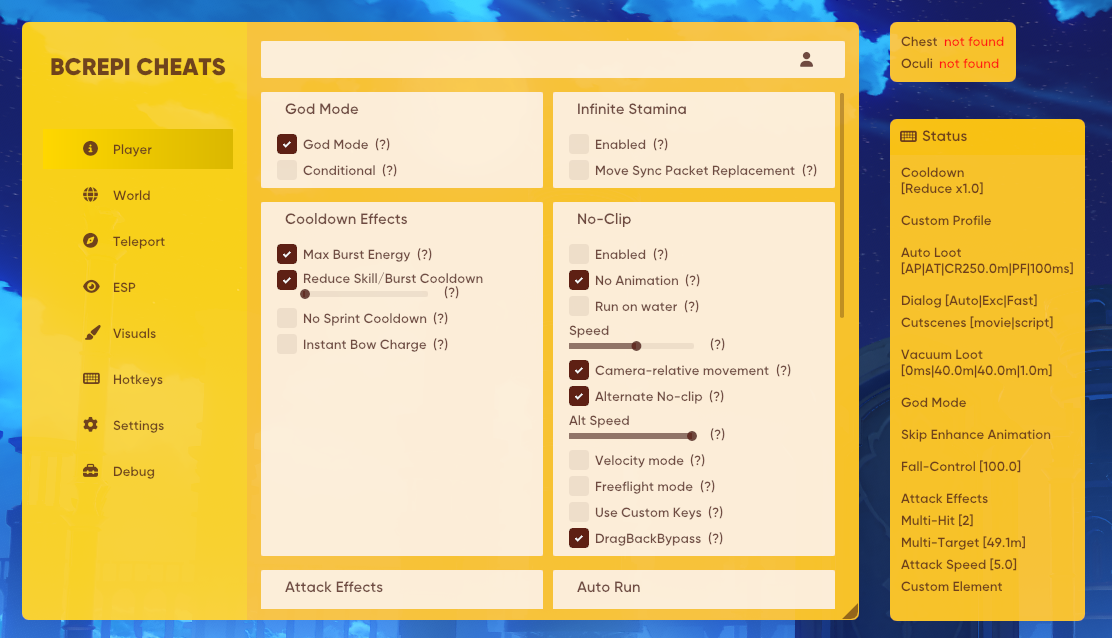 BCREPI CHEATS
Player
World
Teleport
ESP
Visuals
Hotkeys
Settings
Debug
God Mode
God Mode (?)
Conditional (?)
Infinite Stamina
Enabled (?)
Move Sync Packet Replacement (?)
Cooldown Effects
Max Burst Energy (?)
Reduce Skill/Burst Cooldown
(?)
No Sprint Cooldown (?)
Instant Bow Charge (?)
No-Clip
Enabled (?)
No Animation (?)
Run on water (?)
Speed
(?)
Camera-relative movement (?)
Alternate No-clip (?)
Alt Speed
(?)
Velocity mode (?)
Freeflight mode (?)
Use Custom Keys (?)
DragBackBypass (?)
Attack Effects
Auto Run
Chest not found
Oculi not found
Status
Cooldown
[Reduce x1.0]
Custom Profile
Auto Loot
[AP|AT|CR250.0m|PF|100ms]
Dialog [Auto|Exc|Fast]
Cutscenes [movie|script]
Vacuum Loot
[0ms|40.0m|40.0m|1.0m]
God Mode
Skip Enhance Animation
Fall-Control [100.0]
Attack Effects
Multi-Hit [2]
Multi-Target [49.1m]
Attack Speed [5.0]
Custom Element